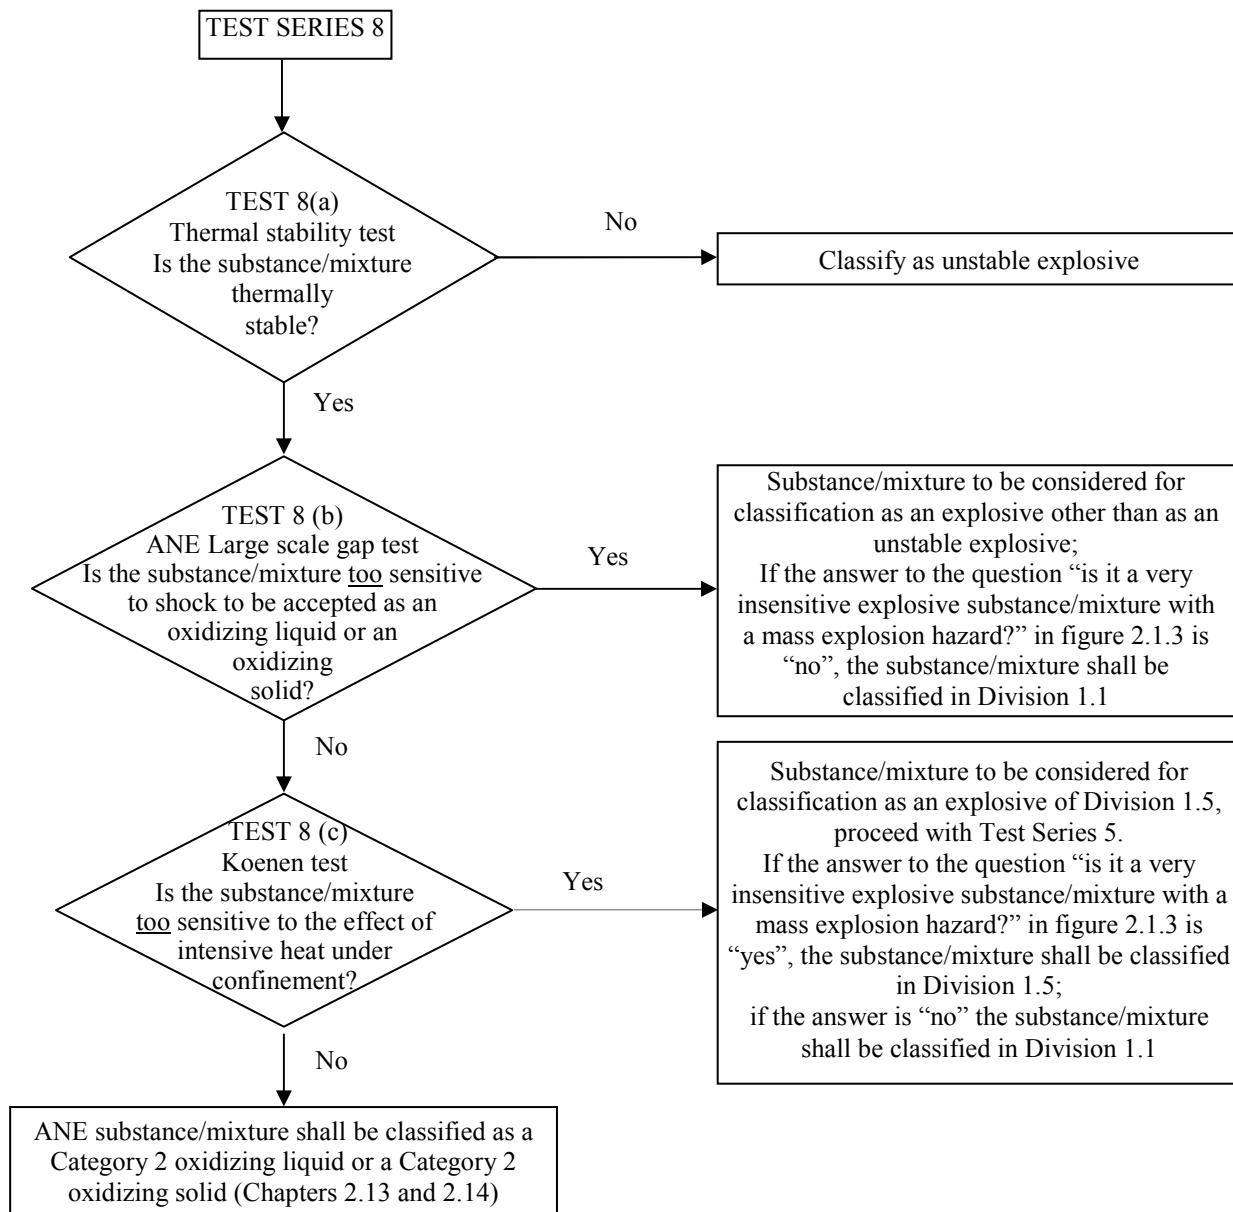 TEST SERIES 8
TEST 8(a)
Thermal stability test
Is the substance/mixture
thermally
stable?
No
Classify as unstable explosive
Yes
TEST 8 (b)
ANE Large scale gap test
Is the substance/mixture too sensitive
to shock to be accepted as an
oxidizing liquid or an
oxidizing
solid?
Yes
Substance/mixture to be considered for
classification as an explosive other than as an
unstable explosive;
If the answer to the question “is it a very
insensitive explosive substance/mixture with
a mass explosion hazard?” in figure 2.1.3 is
“no”, the substance/mixture shall be
classified in Division 1.1
No
TEST 8 (c)
Koenen test
Is the substance/mixture
too sensitive to the effect of
intensive heat under
confinement?
Yes
Substance/mixture to be considered for
classification as an explosive of Division 1.5,
proceed with Test Series 5.
If the answer to the question “is it a very
insensitive explosive substance/mixture with a
mass explosion hazard?” in figure 2.1.3 is
“yes”, the substance/mixture shall be classified
in Division 1.5;
if the answer is “no” the substance/mixture
shall be classified in Division 1.1
No
ANE substance/mixture shall be classified as a
Category 2 oxidizing liquid or a Category 2
oxidizing solid (Chapters 2.13 and 2.14)